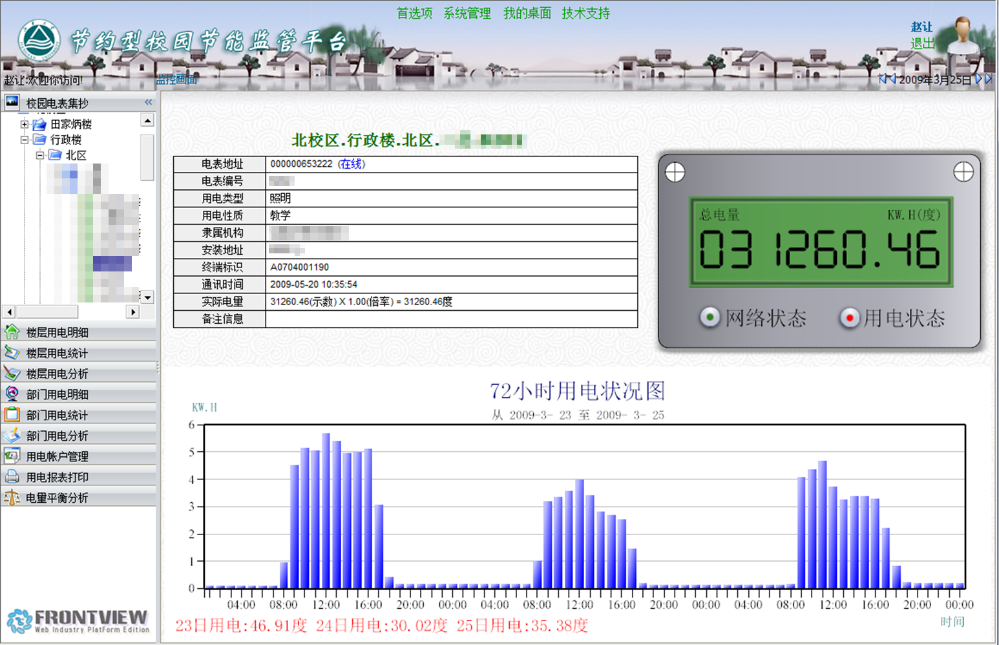 首选项 系统管理 我的桌面 技术支持
节约型校园节能监管平台
赵让
退出
赵让:欢迎你访问!
监控画面
2009年3月25日
校园电表集抄
田家炳楼
行政楼
北区
楼层用电明细
楼层用电统计
楼层用电分析
部门用电明细
部门用电统计
部门用电分析
用电帐户管理
用电报表打印
电量平衡分析
FRONTVIEW
Web Industry PlatForm Edition
北校区.行政楼.北区.
电表地址 000000653222 (在线)
电表编号
用电类型 照明
用电性质 教学
隶属机构
安装地址
终端标识 A0704001190
通讯时间 2009-05-20 10:35:54
实际电量 31260.46(示数) X 1.00(倍率) = 31260.46度
备注信息
总电量 KW.H(度)
031260.46
网络状态 用电状态
72小时用电状况图
KW.H
从 2009-3- 23 至 2009- 3- 25
6
5
4
3
2
1
0
04:00 08:00 12:00 16:00 20:00 00:00 04:00 08:00 12:00 16:00 20:00 00:00 04:00 08:00 12:00 16:00 20:00 00:00
时间
23日用电:46.91度 24日用电:30.02度 25日用电:35.38度